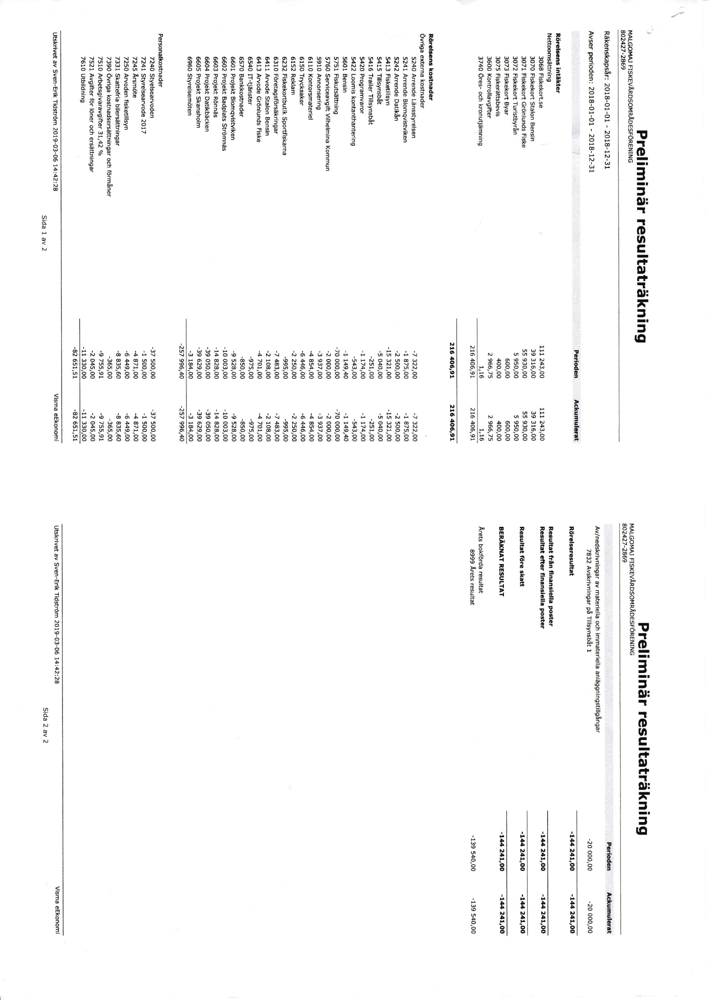 Preliminär resultaträkning
MALGOMAJ FISKEVÅRDSOMRÅDESFÖRENING
802427-2869
Räkenskapsår: 2018-01-01 - 2018-12-31
Avser perioden: 2018-01-01 - 2018-12-31
Perioden Ackumulerat
Rörelsens intäkter
Nettoomsättning
3068 Fiskekort.se 111 243,00 111 243,00
3070 Fiskekort Stalon Bensin 39 316,00 39 316,00
3071 Fiskekort Grönlunds Fiske 55 930,00 55 930,00
3072 Fiskekort Turistbyrån 5 950,00 5 950,00
3073 Fiskekort Byar 600,00 600,00
3075 Fiskerättsbevis 400,00 400,00
3600 Kontrollavgifter 2 966,75 2 966,75
3740 Öres- och kronutjämning 1,16 1,16
216 406,91 216 406,91
216 406,91 216 406,91
Rörelsens kostnader
Övriga externa kostnader
5240 Arrende Länsstyrelsen -7 322,00 -7 322,00
5241 Arrende Blomqvistviken -1 875,00 -1 875,00
5242 Arrende Datikån -2 500,00 -2 500,00
5413 Fisketillsyn -15 321,00 -15 321,00
5415 Tillsynsbåt -5 040,00 -5 040,00
5416 Trailer Tillsynsbåt -251,00 -251,00
5420 Programvaror -1 174,00 -1 174,00
5422 Loomis kontanthantering -543,00 -543,00
5601 Bensin -1 149,40 -1 149,40
5751 Fiskutsättning -70 000,00 -70 000,00
5760 Serviceavgift Vilhelmina Kommun -2 000,00 -2 000,00
5910 Annonsering -3 937,00 -3 937,00
6110 Kontorsmateriel -4 854,00 -4 854,00
6150 Trycksaker -6 446,00 -6 446,00
6152 Reklam -2 250,00 -2 250,00
6232 Fiskekortbutik Sportfiskarna -995,00 -995,00
6310 Företagsförsäkringar -7 483,00 -7 483,00
6411 Arvode Stalon Bensin -2 108,00 -2 108,00
6413 Arvode Grönlunds Fiske -4 701,00 -4 701,00
6540 IT-tjänster -975,00 -975,00
6570 Bankkostnader -850,00 -850,00
6601 Projekt Blomqvistviken -9 528,00 -9 528,00
6602 Projekt Badplats Strömnäs -10 003,00 -10 003,00
6603 Projekt Rönnäs -14 828,00 -14 828,00
6604 Projekt Datikbäcken -39 050,00 -39 050,00
6605 Projekt Skansholm -39 629,00 -39 629,00
6960 Styrelsemöten -3 184,00 -3 184,00
-257 996,40 -257 996,40
Personalkostnader
7240 Styelsearvoden -37 500,00 -37 500,00
7241 Styrelsearvode 2017 -1 500,00 -1 500,00
7245 Årsmöte -4 871,00 -4 871,00
7250 Arvoden fisketillsyn -6 449,00 -6 449,00
7331 Skattefria bilersättningar -8 835,60 -8 835,60
7390 Övriga kostnadsersättningar och förmåner -365,00 -365,00
7510 Arbetsgivaravgifter 31,42 % -9 755,91 -9 755,91
7521 Avgifter för löner och ersättningar -2 045,00 -2 045,00
7610 Utbildning -11 330,00 -11 330,00
-82 651,51 -82 651,51
Utskrivet av Sven-Erik Tidström 2019-03-06 14:42:28 Visma eEkonomi
Sida 1 av 2
Preliminär resultaträkning
MALGOMAJ FISKEVÅRDSOMRÅDESFÖRENING
802427-2869
Perioden Ackumulerat
Av/nedskrivningar av materiella och immateriella anläggningstillgångar
7832 Avskrivningar på Tillsynsbåt 1 -20 000,00 -20 000,00
Rörelseresultat -144 241,00 -144 241,00
Resultat från finansiella poster
Resultat efter finansiella poster -144 241,00 -144 241,00
Resultat före skatt -144 241,00 -144 241,00
BERÄKNAT RESULTAT -144 241,00 -144 241,00
Årets bokförda resultat
8999 Årets resultat -139 540,00 -139 540,00
Utskrivet av Sven-Erik Tidström 2019-03-06 14:42:28 Visma eEkonomi
Sida 2 av 2